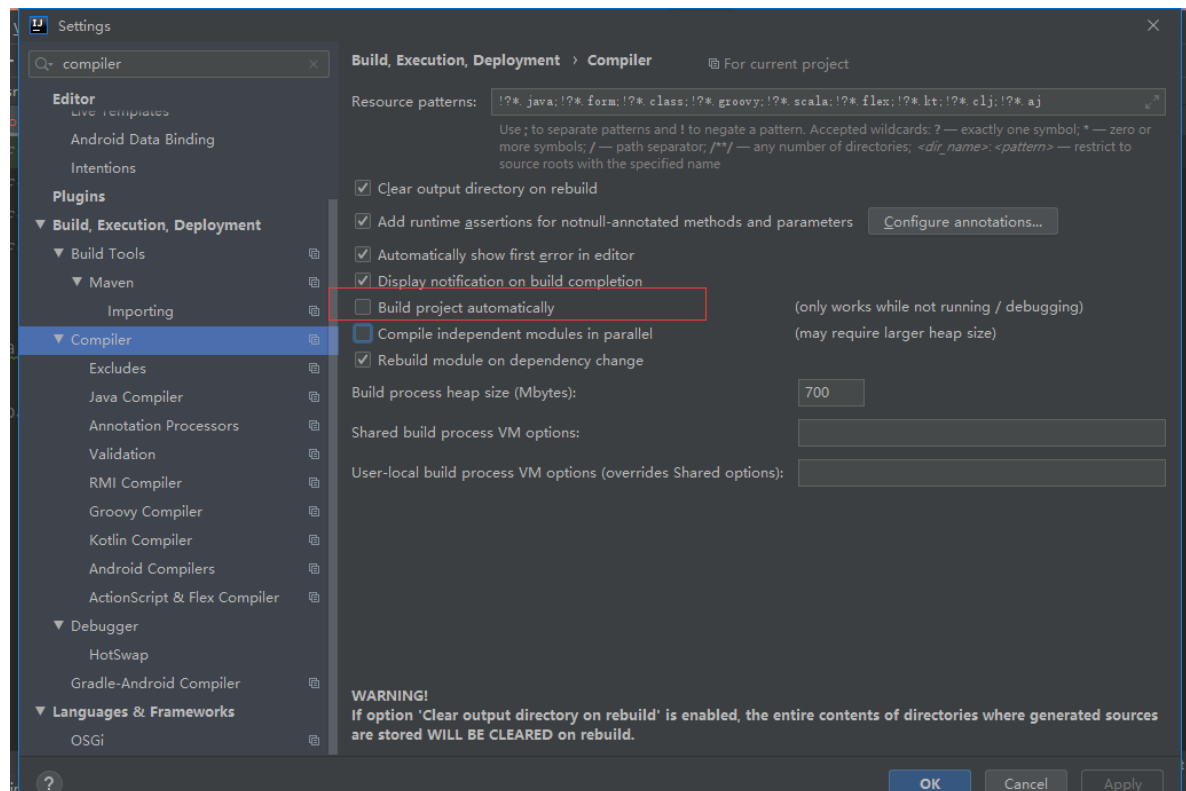 Settings
compiler
Editor
Live Templates
Android Data Binding
Intentions
Plugins
Build, Execution, Deployment
Build Tools
Maven
Importing
Compiler
Excludes
Java Compiler
Annotation Processors
Validation
RMI Compiler
Groovy Compiler
Kotlin Compiler
Android Compilers
ActionScript & Flex Compiler
Debugger
HotSwap
Gradle-Android Compiler
Languages & Frameworks
OSGi
Build, Execution, Deployment › Compiler For current project
Resource patterns: !?*.java;!?*.form;!?*.class;!?*.groovy;!?*.scala;!?*.flex;!?*.kt;!?*.clj;!?*.aj
Use ; to separate patterns and ! to negate a pattern. Accepted wildcards: ? — exactly one symbol; * — zero or
more symbols; / — path separator; /**/ — any number of directories; <dir_name>:<pattern> — restrict to
source roots with the specified name
Clear output directory on rebuild
Add runtime assertions for notnull-annotated methods and parameters Configure annotations...
Automatically show first error in editor
Display notification on build completion
Build project automatically (only works while not running / debugging)
Compile independent modules in parallel (may require larger heap size)
Rebuild module on dependency change
Build process heap size (Mbytes): 700
Shared build process VM options:
User-local build process VM options (overrides Shared options):
WARNING!
If option 'Clear output directory on rebuild' is enabled, the entire contents of directories where generated sources
are stored WILL BE CLEARED on rebuild.
? OK Cancel Apply